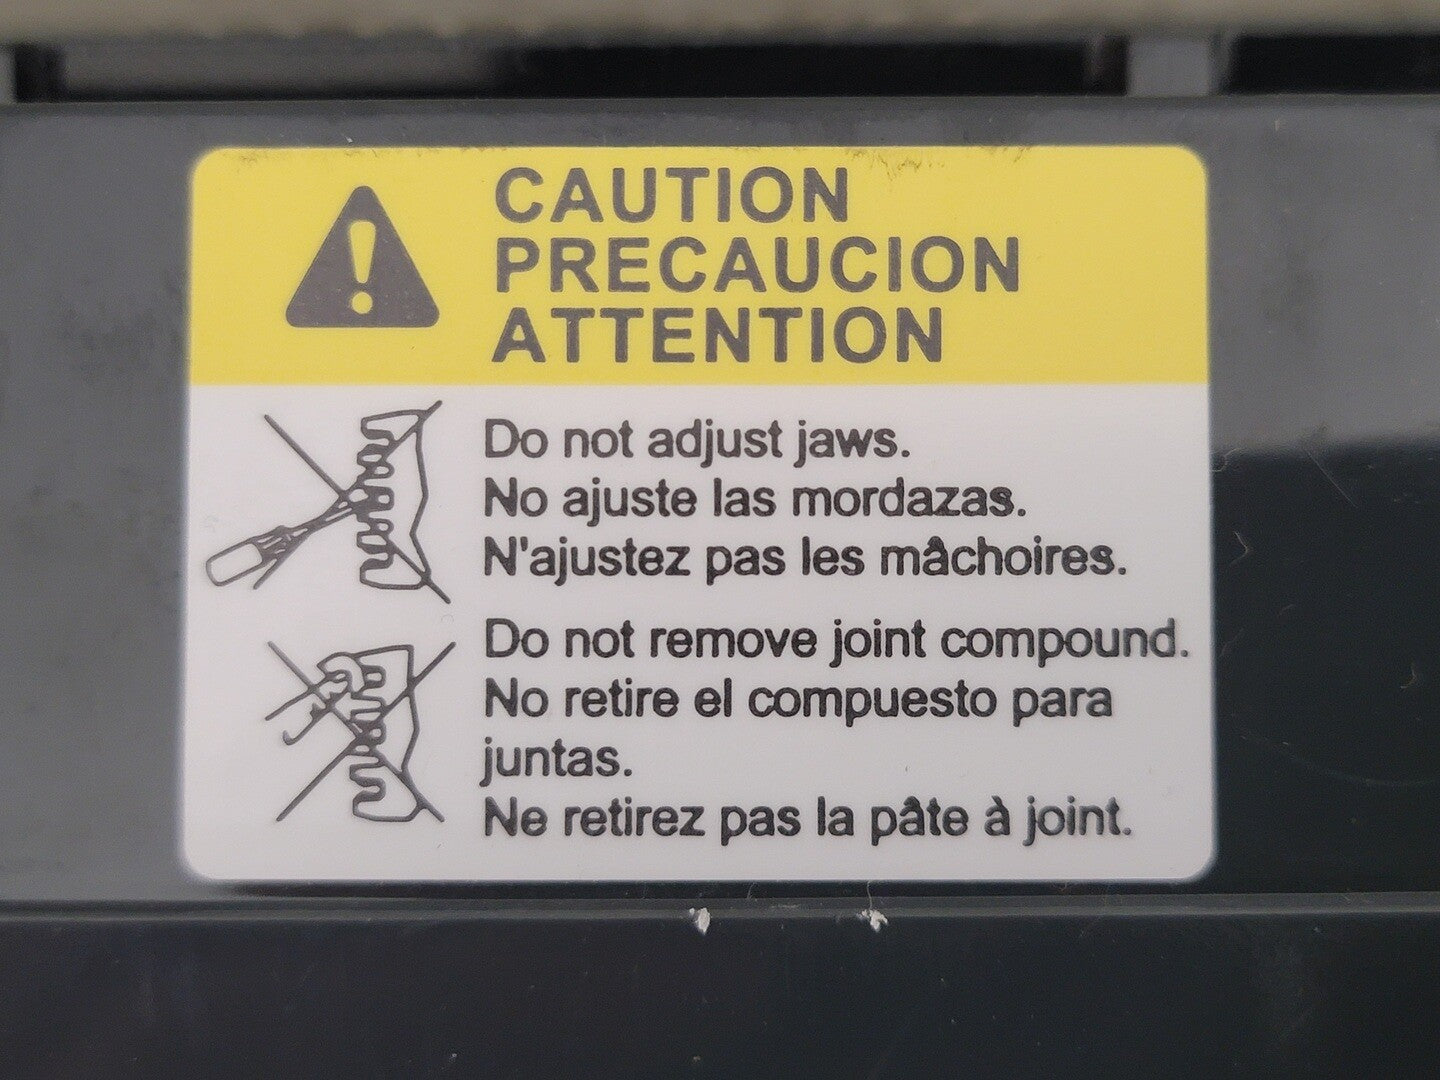 CAUTION
PRECAUCION
ATTENTION
Do not adjust jaws.
No ajuste las mordazas.
N'ajustez pas les mâchoires.
Do not remove joint compound.
No retire el compuesto para
juntas.
Ne retirez pas la pâte à joint.